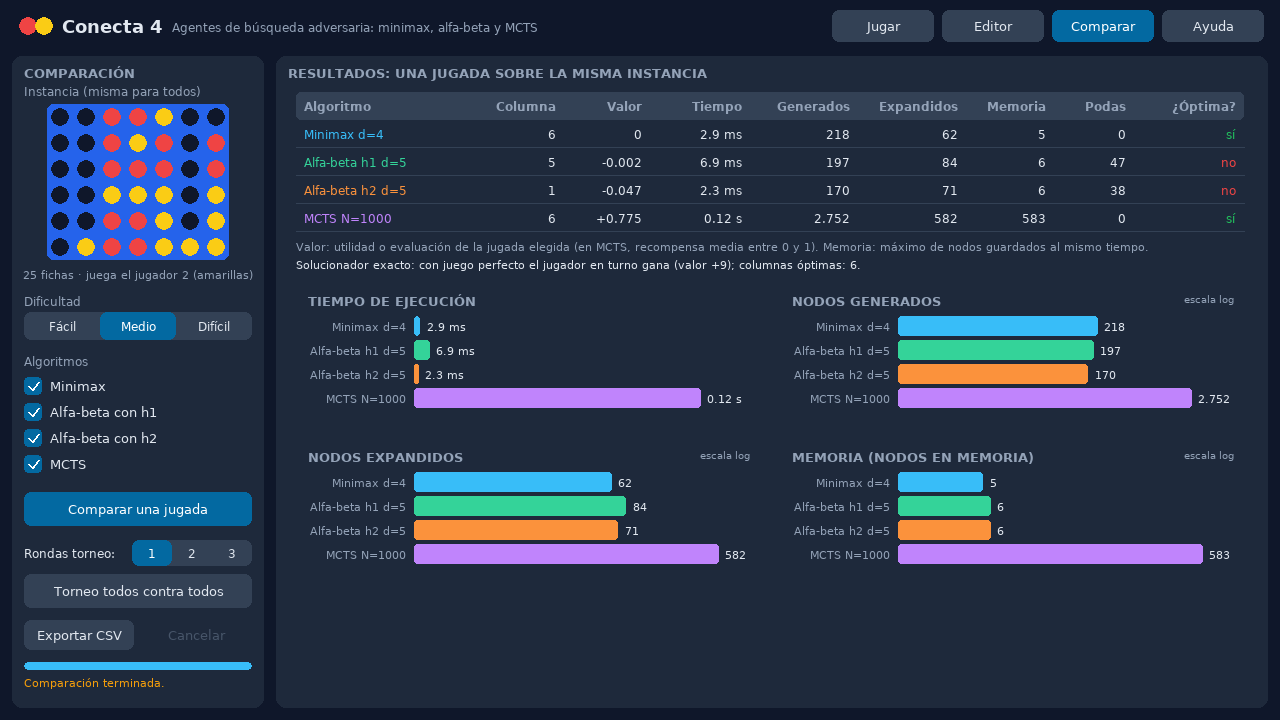 Conecta 4 Agentes de búsqueda adversaria: minimax, alfa-beta y MCTS
Jugar Editor Comparar Ayuda
COMPARACIÓN
Instancia (misma para todos)
25 fichas · juega el jugador 2 (amarillas)
Dificultad
Fácil Medio Difícil
Algoritmos
Minimax
Alfa-beta con h1
Alfa-beta con h2
MCTS
Comparar una jugada
Rondas torneo: 1 2 3
Torneo todos contra todos
Exportar CSV Cancelar
Comparación terminada.
RESULTADOS: UNA JUGADA SOBRE LA MISMA INSTANCIA
Algoritmo Columna Valor Tiempo Generados Expandidos Memoria Podas ¿Óptima?
Minimax d=4 6 0 2.9 ms 218 62 5 0 sí
Alfa-beta h1 d=5 5 -0.002 6.9 ms 197 84 6 47 no
Alfa-beta h2 d=5 1 -0.047 2.3 ms 170 71 6 38 no
MCTS N=1000 6 +0.775 0.12 s 2.752 582 583 0 sí
Valor: utilidad o evaluación de la jugada elegida (en MCTS, recompensa media entre 0 y 1). Memoria: máximo de nodos guardados al mismo tiempo.
Solucionador exacto: con juego perfecto el jugador en turno gana (valor +9); columnas óptimas: 6.
TIEMPO DE EJECUCIÓN
Minimax d=4 2.9 ms
Alfa-beta h1 d=5 6.9 ms
Alfa-beta h2 d=5 2.3 ms
MCTS N=1000 0.12 s
NODOS GENERADOS escala log
Minimax d=4 218
Alfa-beta h1 d=5 197
Alfa-beta h2 d=5 170
MCTS N=1000 2.752
NODOS EXPANDIDOS escala log
Minimax d=4 62
Alfa-beta h1 d=5 84
Alfa-beta h2 d=5 71
MCTS N=1000 582
MEMORIA (NODOS EN MEMORIA) escala log
Minimax d=4 5
Alfa-beta h1 d=5 6
Alfa-beta h2 d=5 6
MCTS N=1000 583